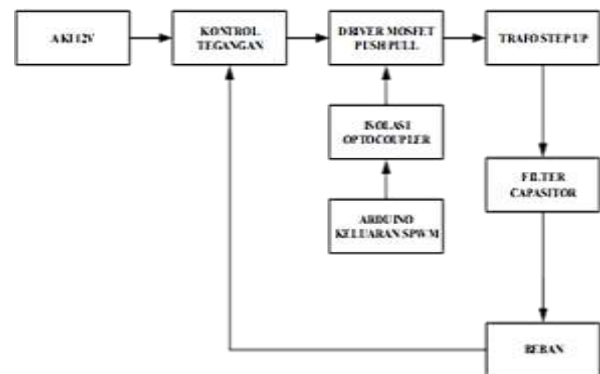 AKI 12V
KONTROL
TEGANGAN
DRIVER MOSFET
PUSH PULL
TRAFO STEP UP
ISOLASI
OPTOCOUPLER
FILTER
CAPASITOR
ARDUINO
KELUARAN SPWM
BEBAN